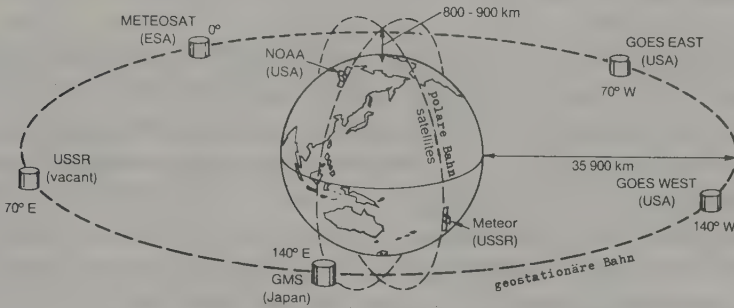 800 - 900 km
METEOSAT
(ESA)
0°
NOAA
(USA)
GOES EAST
(USA)
70° W
polare Bahn
satellites
USSR
(vacant)
70° E
35 900 km
GOES WEST
(USA)
140° W
Meteor
(USSR)
140° E
GMS
(Japan)
geostationäre Bahn